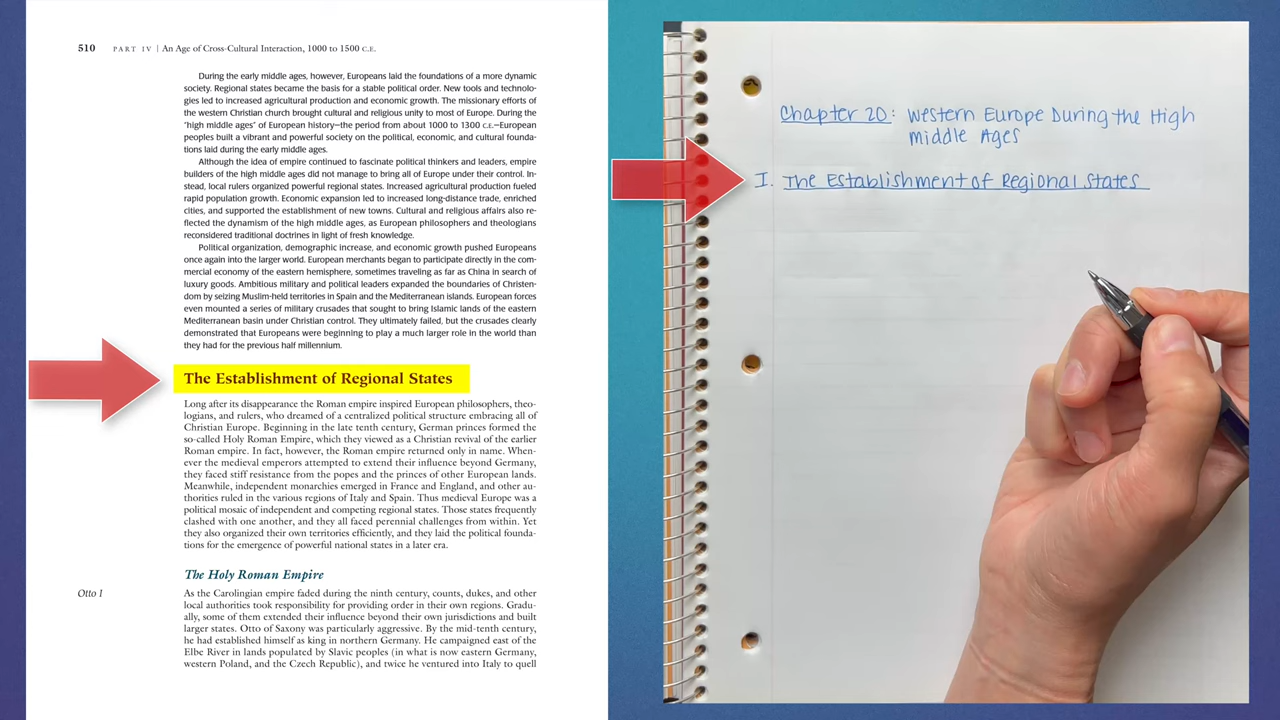 510 PART IV | An Age of Cross-Cultural Interaction, 1000 to 1500 C.E.
During the early middle ages, however, Europeans laid the foundations of a more dynamic
society. Regional states became the basis for a stable political order. New tools and technolo-
gies led to increased agricultural production and economic growth. The missionary efforts of
the western Christian church brought cultural and religious unity to most of Europe. During the
"high middle ages" of European history—the period from about 1000 to 1300 C.E.—European
peoples built a vibrant and powerful society on the political, economic, and cultural founda-
tions laid during the early middle ages.
Although the idea of empire continued to fascinate political thinkers and leaders, empire
builders of the high middle ages did not manage to bring all of Europe under their control. In-
stead, local rulers organized powerful regional states. Increased agricultural production fueled
rapid population growth. Economic expansion led to increased long-distance trade, enriched
cities, and supported the establishment of new towns. Cultural and religious affairs also re-
flected the dynamism of the high middle ages, as European philosophers and theologians
reconsidered traditional doctrines in light of fresh knowledge.
Political organization, demographic increase, and economic growth pushed Europeans
once again into the larger world. European merchants began to participate directly in the com-
mercial economy of the eastern hemisphere, sometimes traveling as far as China in search of
luxury goods. Ambitious military and political leaders expanded the boundaries of Christen-
dom by seizing Muslim-held territories in Spain and the Mediterranean islands. European forces
even mounted a series of military crusades that sought to bring Islamic lands of the eastern
Mediterranean basin under Christian control. They ultimately failed, but the crusades clearly
demonstrated that Europeans were beginning to play a much larger role in the world than
they had for the previous half millennium.
The Establishment of Regional States
Long after its disappearance the Roman empire inspired European philosophers, theo-
logians, and rulers, who dreamed of a centralized political structure embracing all of
Christian Europe. Beginning in the late tenth century, German princes formed the
so-called Holy Roman Empire, which they viewed as a Christian revival of the earlier
Roman empire. In fact, however, the Roman empire returned only in name. When-
ever the medieval emperors attempted to extend their influence beyond Germany,
they faced stiff resistance from the popes and the princes of other European lands.
Meanwhile, independent monarchies emerged in France and England, and other au-
thorities ruled in the various regions of Italy and Spain. Thus medieval Europe was a
political mosaic of independent and competing regional states. Those states frequently
clashed with one another, and they all faced perennial challenges from within. Yet
they also organized their own territories efficiently, and they laid the political founda-
tions for the emergence of powerful national states in a later era.
The Holy Roman Empire
Otto I
As the Carolingian empire faded during the ninth century, counts, dukes, and other
local authorities took responsibility for providing order in their own regions. Gradu-
ally, some of them extended their influence beyond their own jurisdictions and built
larger states. Otto of Saxony was particularly aggressive. By the mid-tenth century,
he had established himself as king in northern Germany. He campaigned east of the
Elbe River in lands populated by Slavic peoples (in what is now eastern Germany,
western Poland, and the Czech Republic), and twice he ventured into Italy to quell
Chapter 20: Western Europe During the High
middle Ages
I. The Establishment of Regional States